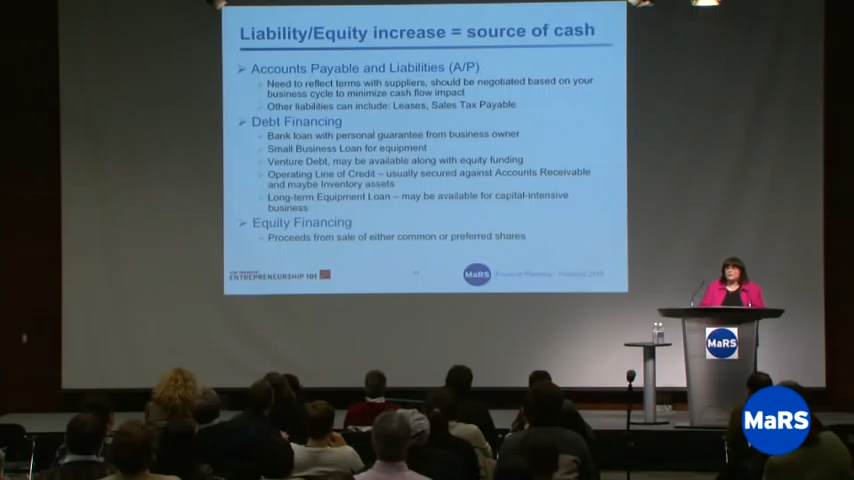 Liability/Equity increase = source of cash
Accounts Payable and Liabilities (A/P)
Need to reflect terms with suppliers, should be negotiated based on your
business cycle to minimize cash flow impact
Other liabilities can include: Leases, Sales Tax Payable
Debt Financing
Bank loan with personal guarantee from business owner
Small Business Loan for equipment
Venture Debt, may be available along with equity funding
Operating Line of Credit – usually secured against Accounts Receivable
and maybe Inventory assets
Long-term Equipment Loan – may be available for capital-intensive
business
Equity Financing
Proceeds from sale of either common or preferred shares
ENTREPRENEURSHIP 101
MaRS
Financial Planning
MaRS
MaRS